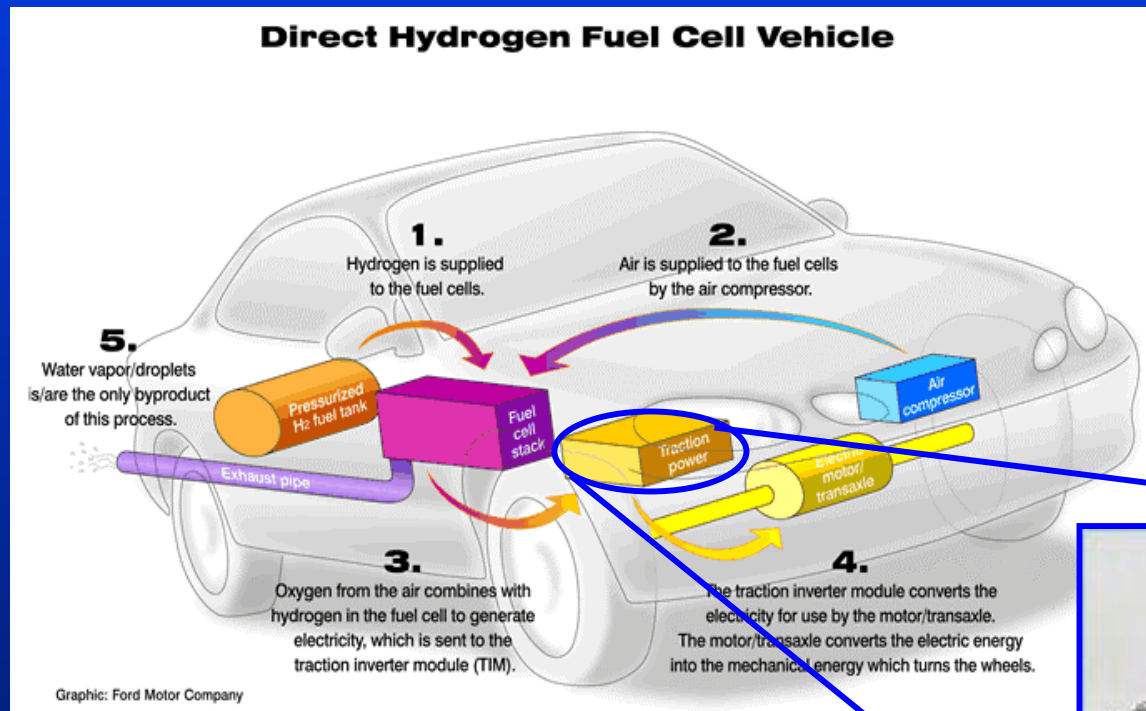 Direct Hydrogen Fuel Cell Vehicle
1.
Hydrogen is supplied
to the fuel cells.
2.
Air is supplied to the fuel cells
by the air compressor.
5.
Water vapor/droplets
is/are the only byproduct
of this process.
Pressurized
H2 fuel tank
Fuel
cell
stack
Air
compressor
Traction
power
Electric
motor/
transaxle
Exhaust pipe
3.
Oxygen from the air combines with
hydrogen in the fuel cell to generate
electricity, which is sent to the
traction inverter module (TIM).
4.
The traction inverter module converts the
electricity for use by the motor/transaxle.
The motor/transaxle converts the electric energy
into the mechanical energy which turns the wheels.
Graphic: Ford Motor Company